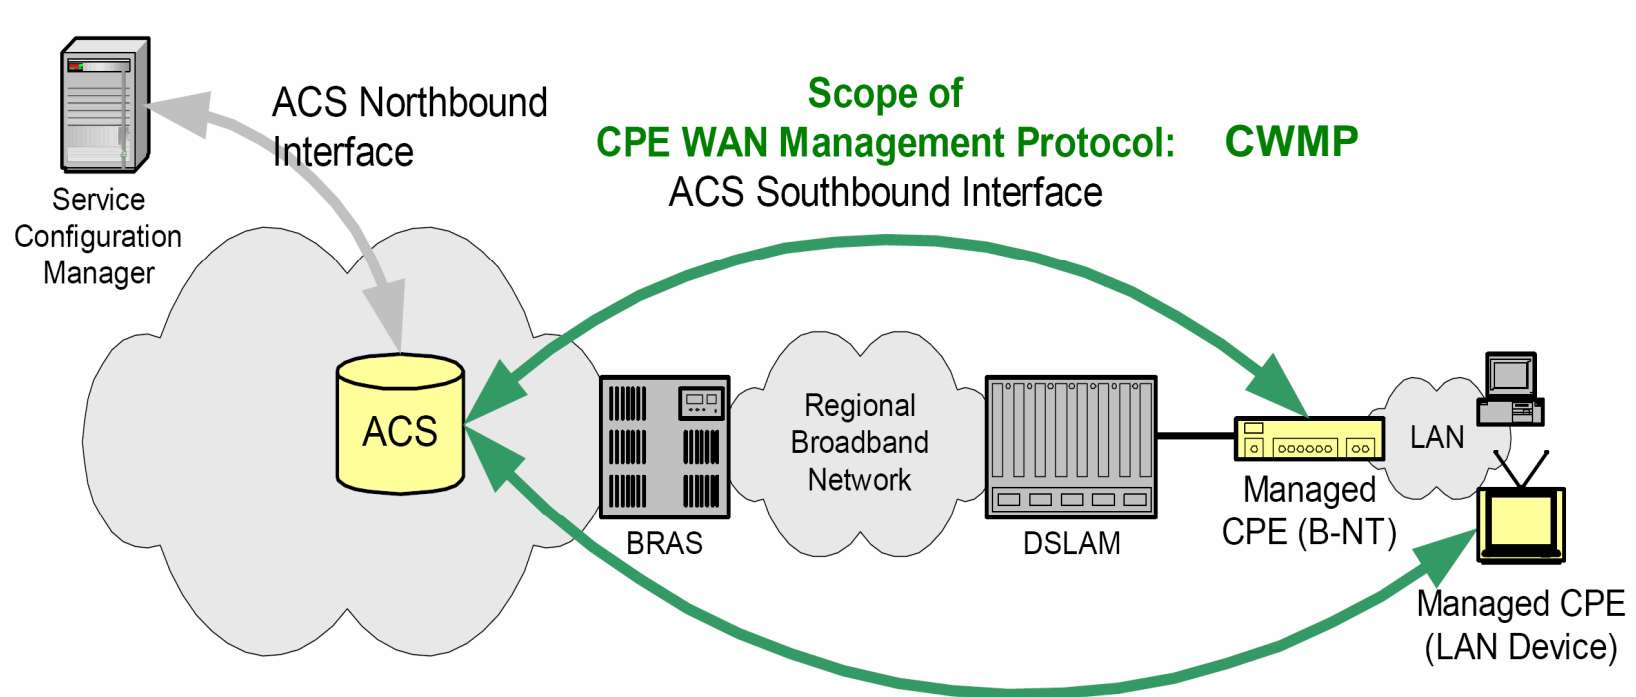 ACS Northbound
Interface
Scope of
CPE WAN Management Protocol: CWMP
ACS Southbound Interface
Service
Configuration
Manager
ACS
BRAS
Regional
Broadband
Network
DSLAM
Managed
CPE (B-NT)
LAN
Managed CPE
(LAN Device)